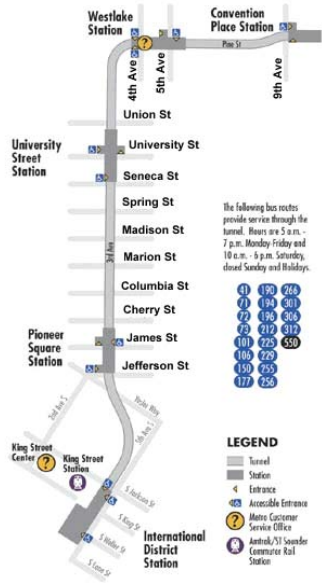 Westlake
Station
Convention
Place Station
4th Ave
5th Ave
Pine St
9th Ave
Union St
University
Street
Station
University St
Seneca St
Spring St
Madison St
3rd Ave
Marion St
Columbia St
Cherry St
Pioneer
Square
Station
James St
Jefferson St
The following bus routes
provide service through the
tunnel. Hours are 5 a.m. -
7 p.m. Monday-Friday and
10 a.m. - 6 p.m. Saturday,
closed Sunday and Holidays.
41 190 266
71 194 301
72 196 306
73 212 312
101 225 550
106 229
150 255
177 256
2nd Ave S
Yesler Way
5th Ave S
King Street
Center
?
King Street
Station
S Jackson St
S King St
S Weller St
S Lane St
International
District
Station
LEGEND
Tunnel
Station
Entrance
Accessible Entrance
? Metro Customer
Service Office
Amtrak/ST Sounder
Commuter Rail
Station